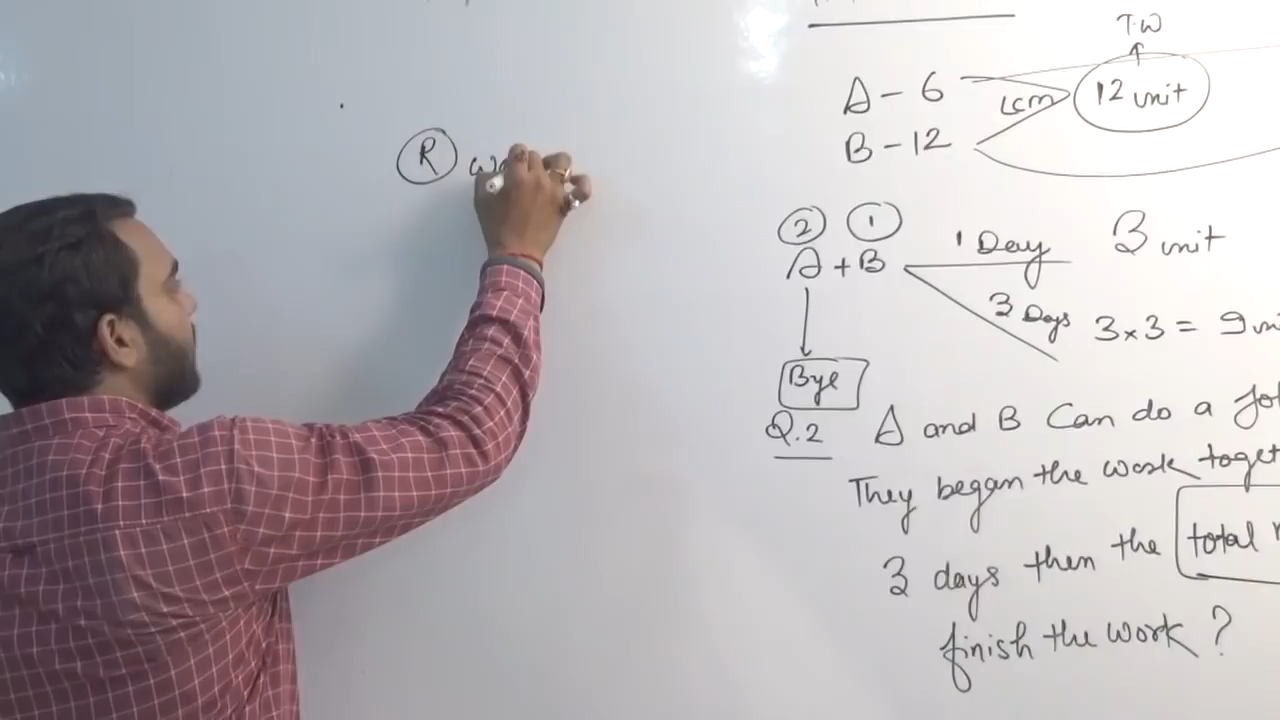 R
T.W
A - 6
LCM
12 unit
B - 12
2 1
A + B
1 Day
3 unit
3 Days
3 x 3 = 9
Bye
Q.2 A and B Can do a
They began the work
3 days then the total
finish the work ?